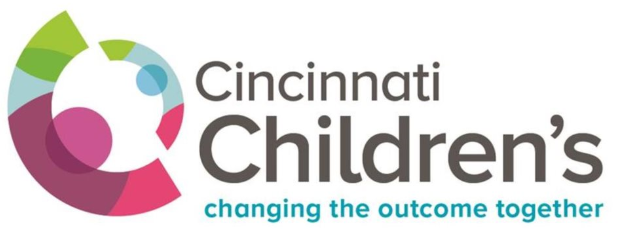 Cincinnati
Children's
changing the outcome together